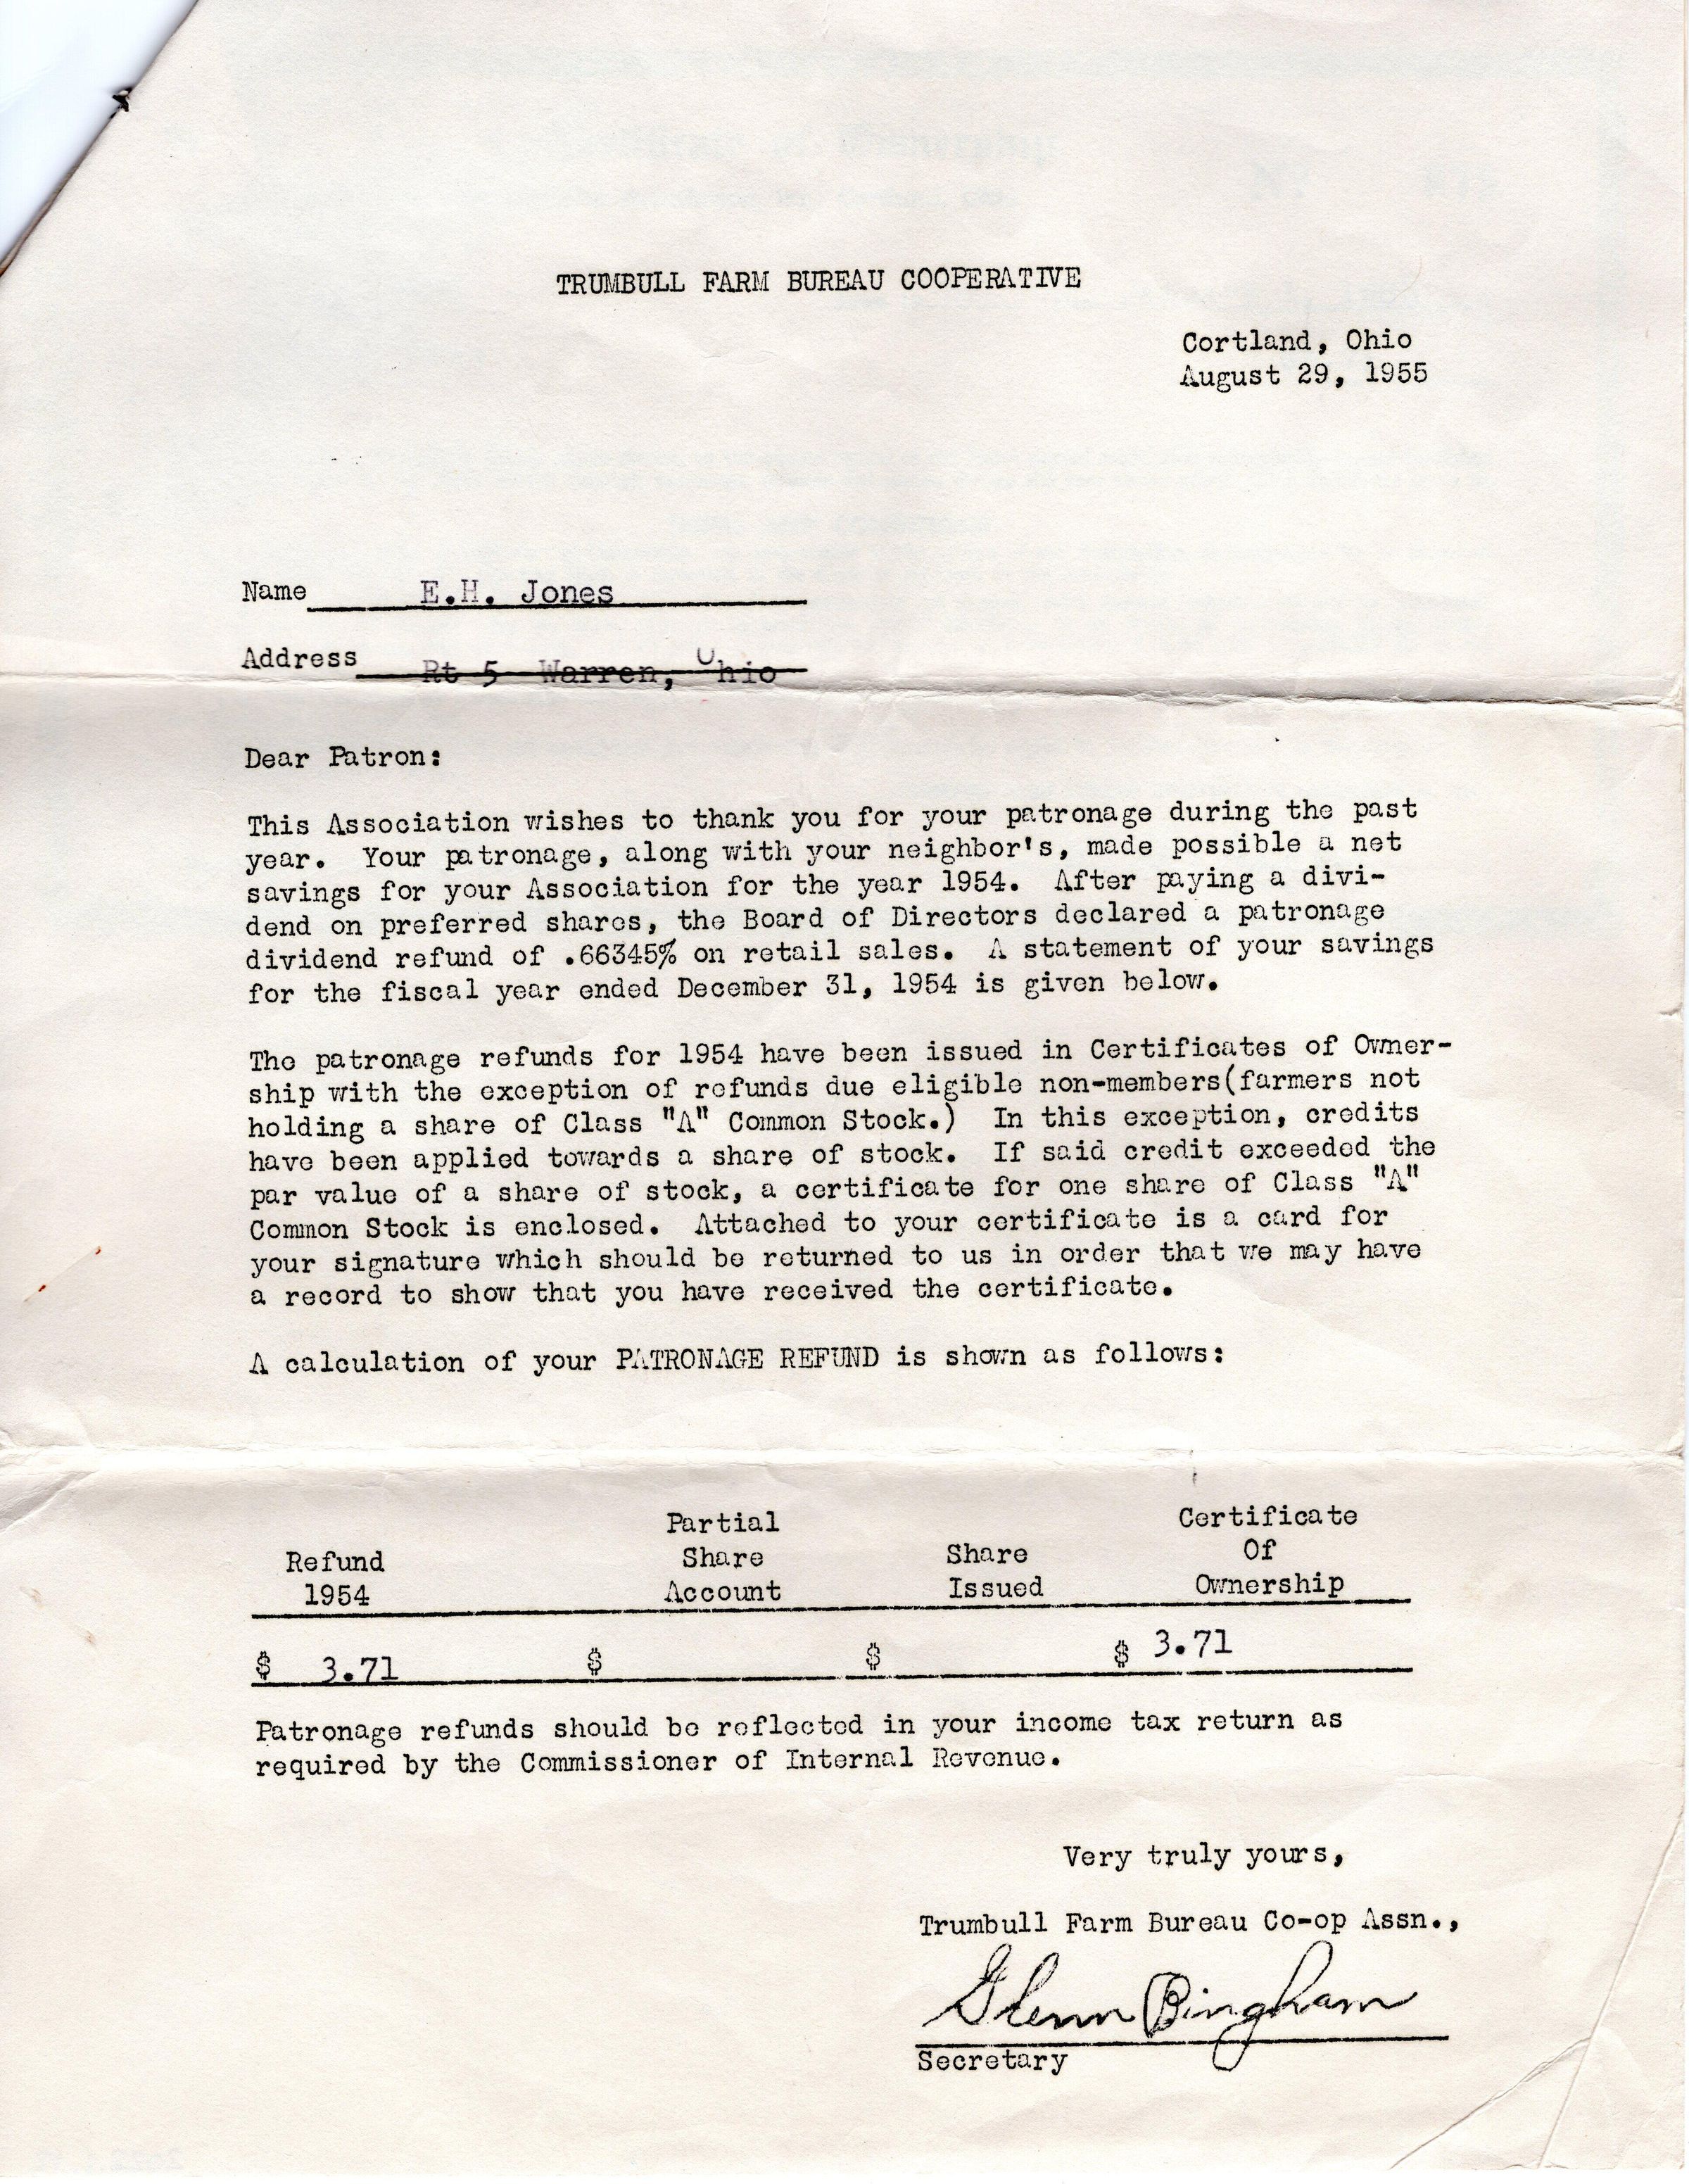 TRUMBULL FARM BUREAU COOPERATIVE
Cortland, Ohio
August 29, 1955
Name E.H. Jones
Address Rt 5 Warren, Ohio
Dear Patron:
This Association wishes to thank you for your patronage during the past
year. Your patronage, along with your neighbor's, made possible a net
savings for your Association for the year 1954. After paying a divi-
dend on preferred shares, the Board of Directors declared a patronage
dividend refund of .66345% on retail sales. A statement of your savings
for the fiscal year ended December 31, 1954 is given below.
The patronage refunds for 1954 have been issued in Certificates of Owner-
ship with the exception of refunds due eligible non-members(farmers not
holding a share of Class "A" Common Stock.) In this exception, credits
have been applied towards a share of stock. If said credit exceeded the
par value of a share of stock, a certificate for one share of Class "A"
Common Stock is enclosed. Attached to your certificate is a card for
your signature which should be returned to us in order that we may have
a record to show that you have received the certificate.
A calculation of your PATRONAGE REFUND is shown as follows:
Partial Certificate
Refund Share Share Of
1954 Account Issued Ownership
$ 3.71 $ $ $ 3.71
Patronage refunds should be reflected in your income tax return as
required by the Commissioner of Internal Revenue.
Very truly yours,
Trumbull Farm Bureau Co-op Assn.,
Glenn Bingham
Secretary